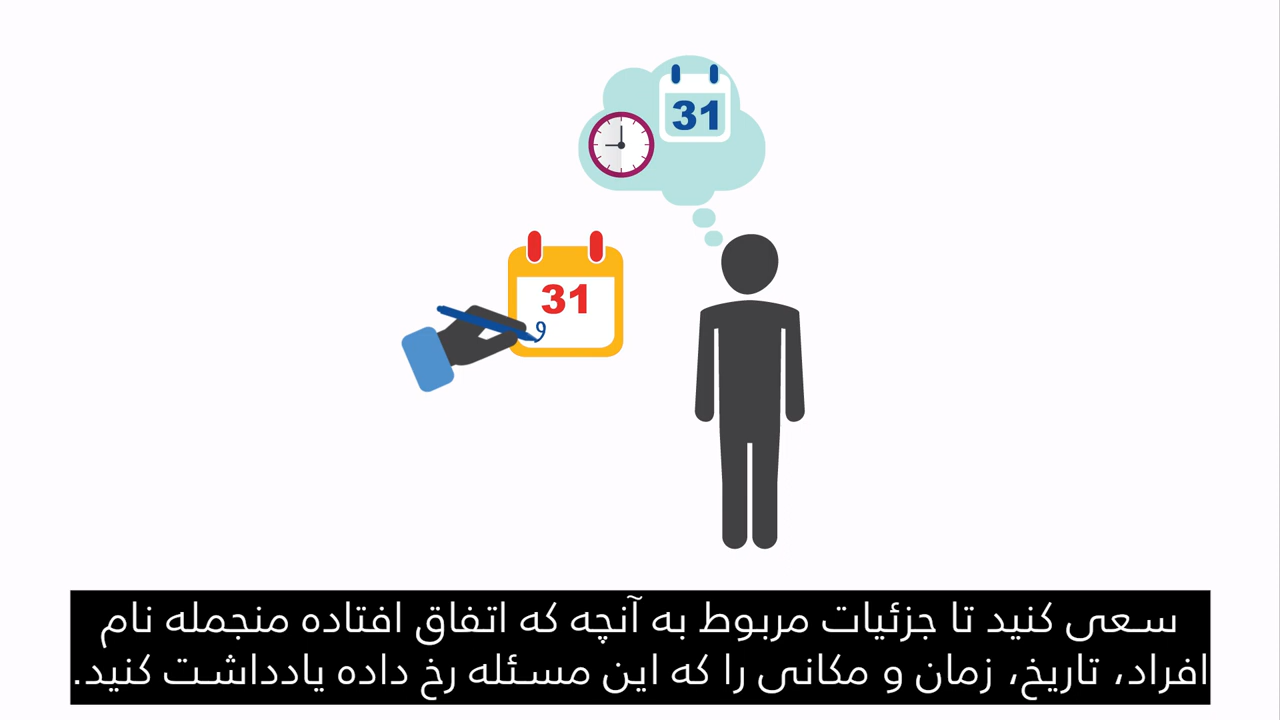 31
31
9
سعی کنید تا جزئیات مربوط به آنچه که اتفاق افتاده منجمله نام
افراد، تاریخ، زمان و مکانی را که این مسئله رخ داده یادداشت کنید.